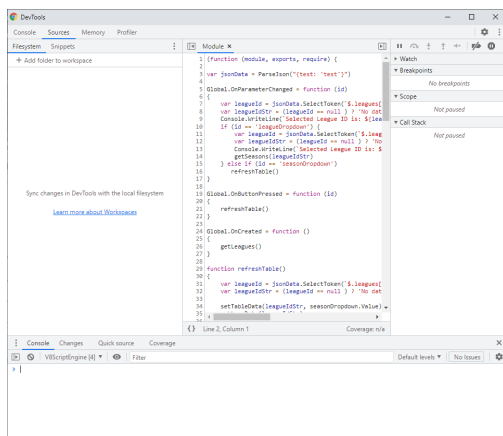 DevTools
Console Sources Memory Profiler
Filesystem Snippets
+ Add folder to workspace
Sync changes in DevTools with the local filesystem
Learn more about Workspaces
Module ×
1 (function (module, exports, require) {
2
3 var jsonData = ParseJson("{test: 'test'}")
4
5 Global.OnParameterChanged = function (id)
6 {
7 var leagueId = jsonData.SelectToken(`$.leagues[
8 var leagueIdStr = (leagueId == null ) ? 'No dat
9 Console.WriteLine(`Selected League ID is: ${lea
10 if (id == 'leagueDropdown') {
11 var leagueId = jsonData.SelectToken(`$.leag
12 var leagueIdStr = (leagueId == null ) ? 'No
13 Console.WriteLine(`Selected League ID is: $
14 getSeasons(leagueIdStr)
15 } else if (id == 'seasonDropdown')
16 refreshTable()
17 }
18
19 Global.OnButtonPressed = function (id)
20 {
21 refreshTable()
22 }
23
24 Global.OnCreated = function ()
25 {
26 getLeagues()
27 }
28
29 function refreshTable()
30 {
31 var leagueId = jsonData.SelectToken(`$.leagues[
32 var leagueIdStr = (leagueId == null ) ? 'No dat
33
34 setTableData(leagueIdStr, seasonDropdown.Value)
35
{} Line 2, Column 1 Coverage: n/a
Watch
Breakpoints
No breakpoints
Scope
Not paused
Call Stack
Not paused
Console Changes Quick source Coverage
V8ScriptEngine [4] Filter Default levels No Issues